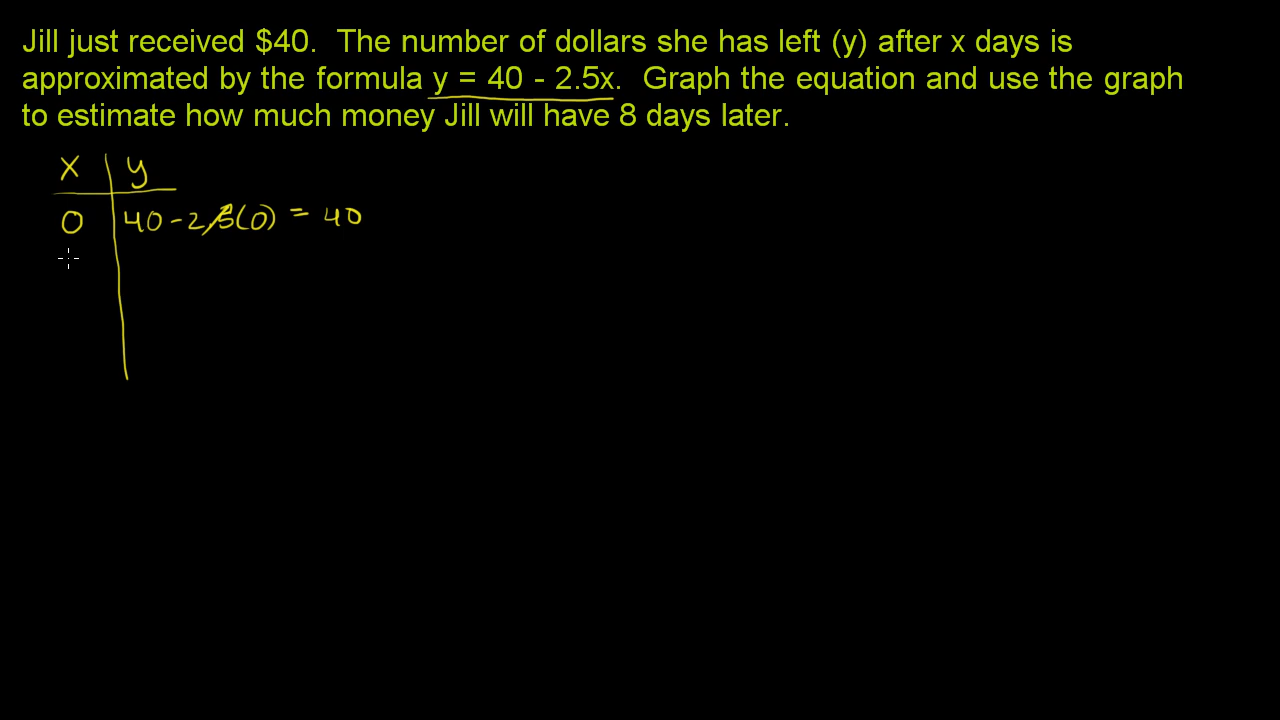 Jill just received $40. The number of dollars she has left (y) after x days is
approximated by the formula y = 40 - 2.5x. Graph the equation and use the graph
to estimate how much money Jill will have 8 days later.
x y
0 40-2.5(0) = 40